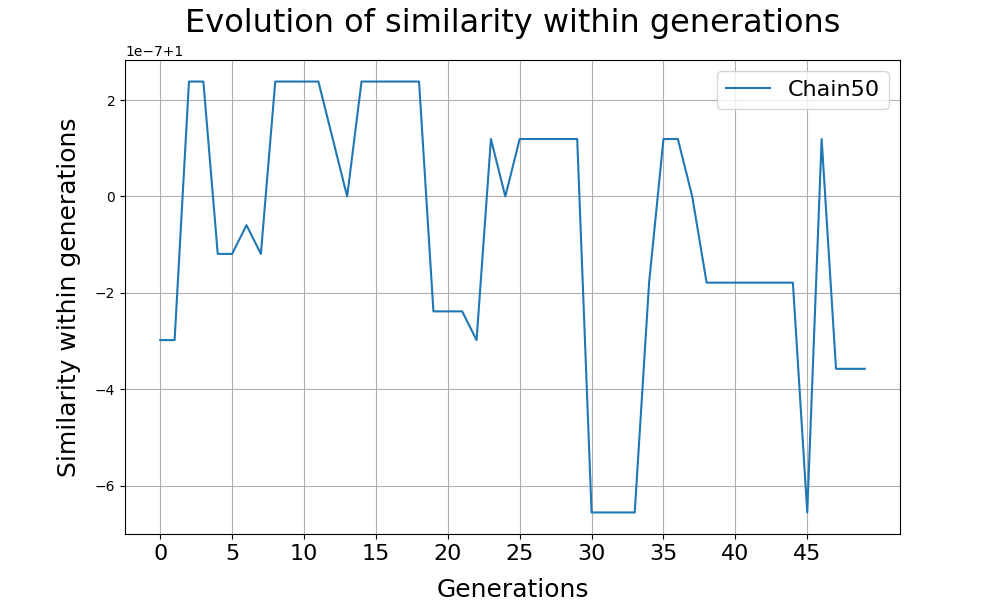 Evolution of similarity within generations
1e−7+1
Chain50
2
0
−2
−4
−6
Similarity within generations
0 5 10 15 20 25 30 35 40 45
Generations